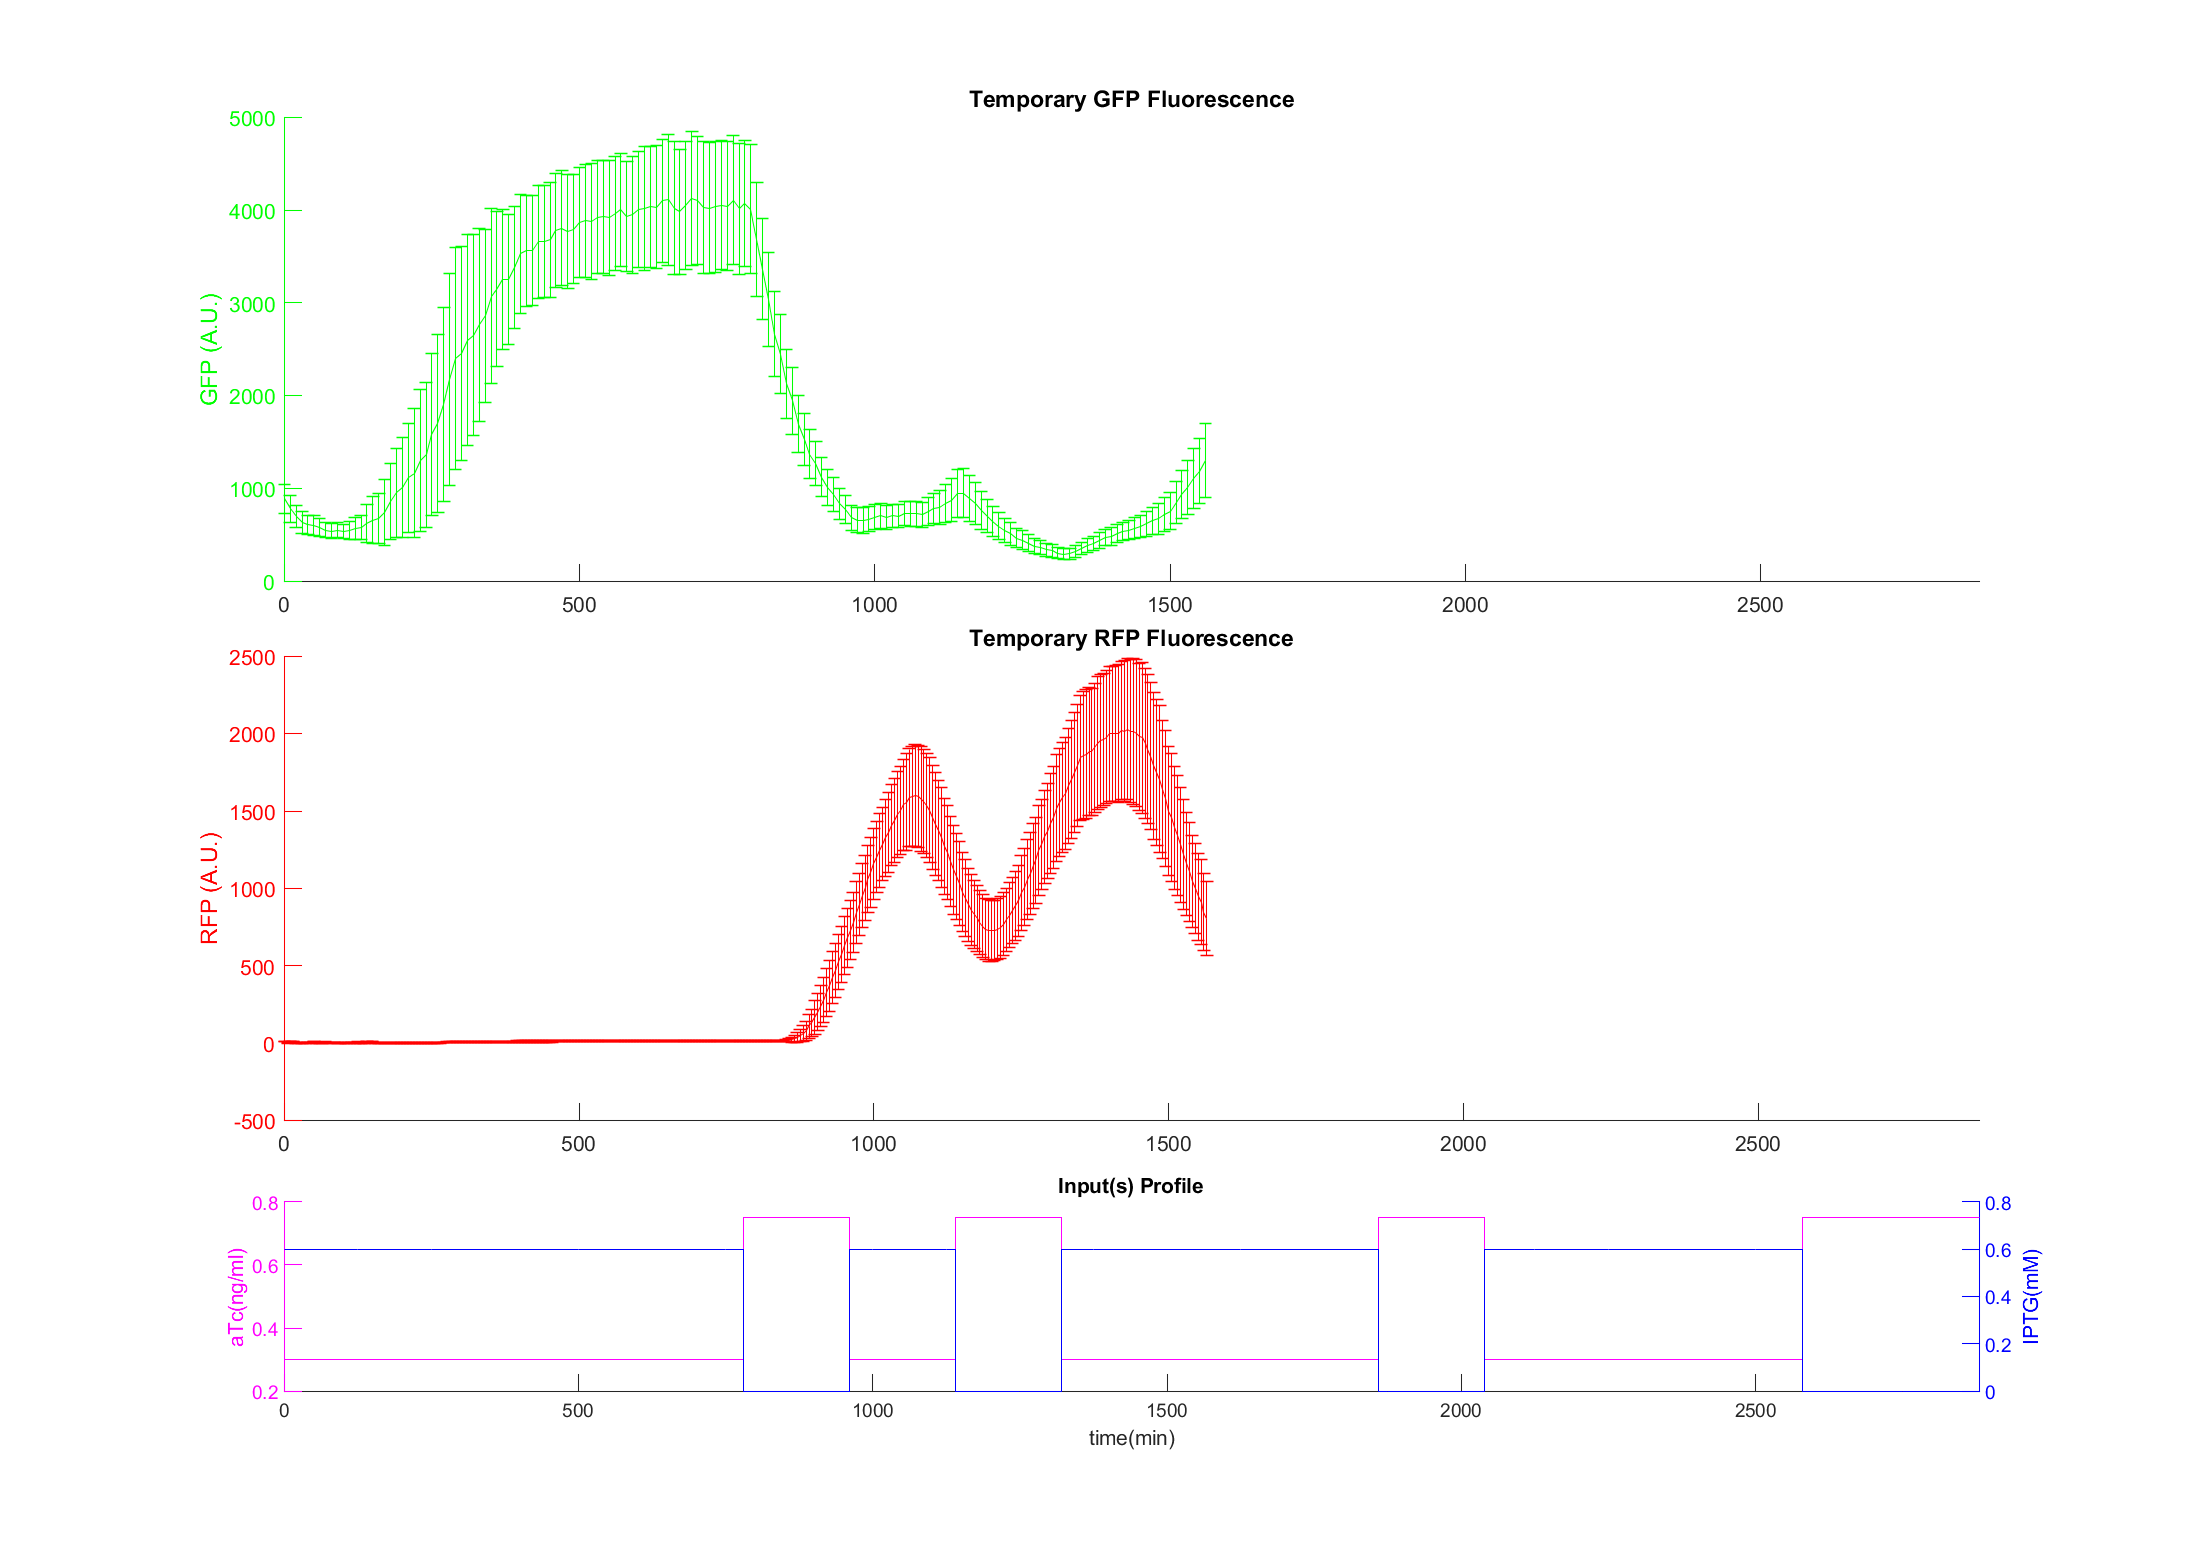 Temporary GFP Fluorescence
5000
4000
3000
2000
1000
0
GFP (A.U.)
0 500 1000 1500 2000 2500
Temporary RFP Fluorescence
2500
2000
1500
1000
500
0
-500
RFP (A.U.)
0 500 1000 1500 2000 2500
Input(s) Profile
0.8
0.6
0.4
0.2
aTc(ng/ml)
0.8
0.6
0.4
0.2
0
IPTG(mM)
0 500 1000 1500 2000 2500
time(min)